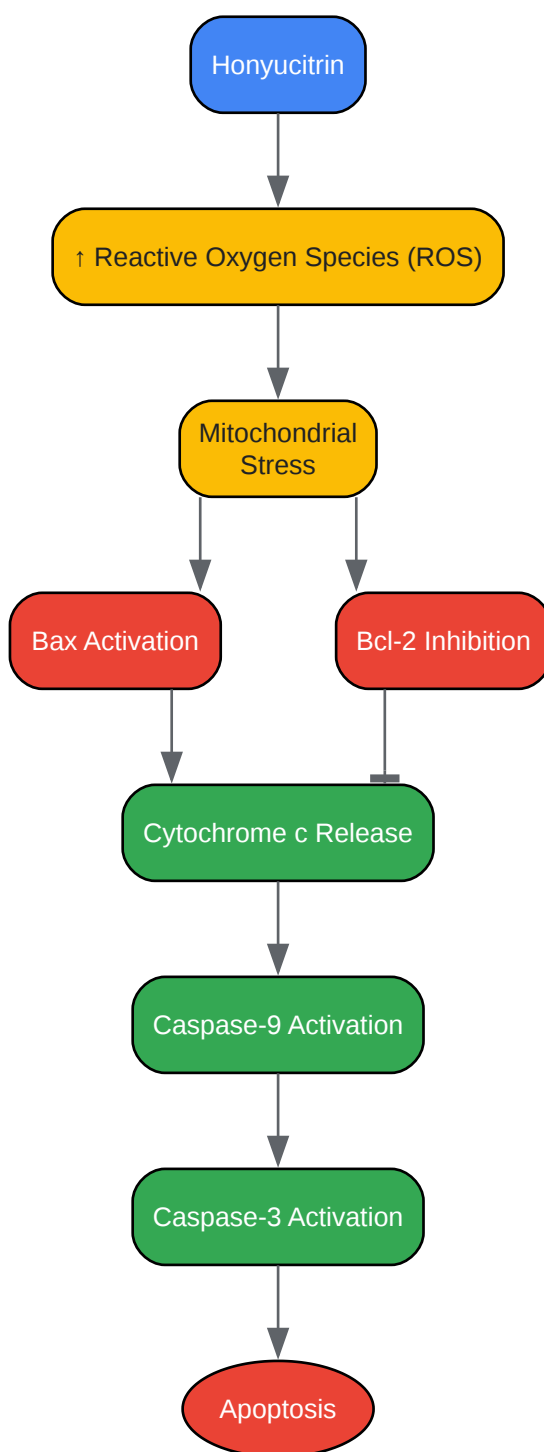 Honyucitrin
↑ Reactive Oxygen Species (ROS)
Mitochondrial
Stress
Bax Activation
Bcl-2 Inhibition
Cytochrome c Release
Caspase-9 Activation
Caspase-3 Activation
Apoptosis